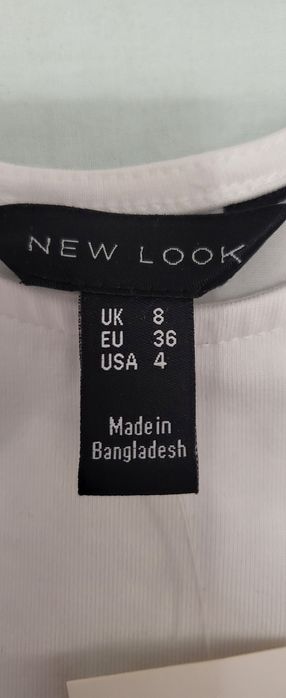 NEW LOOK
UK 8
EU 36
USA 4
Made in
Bangladesh